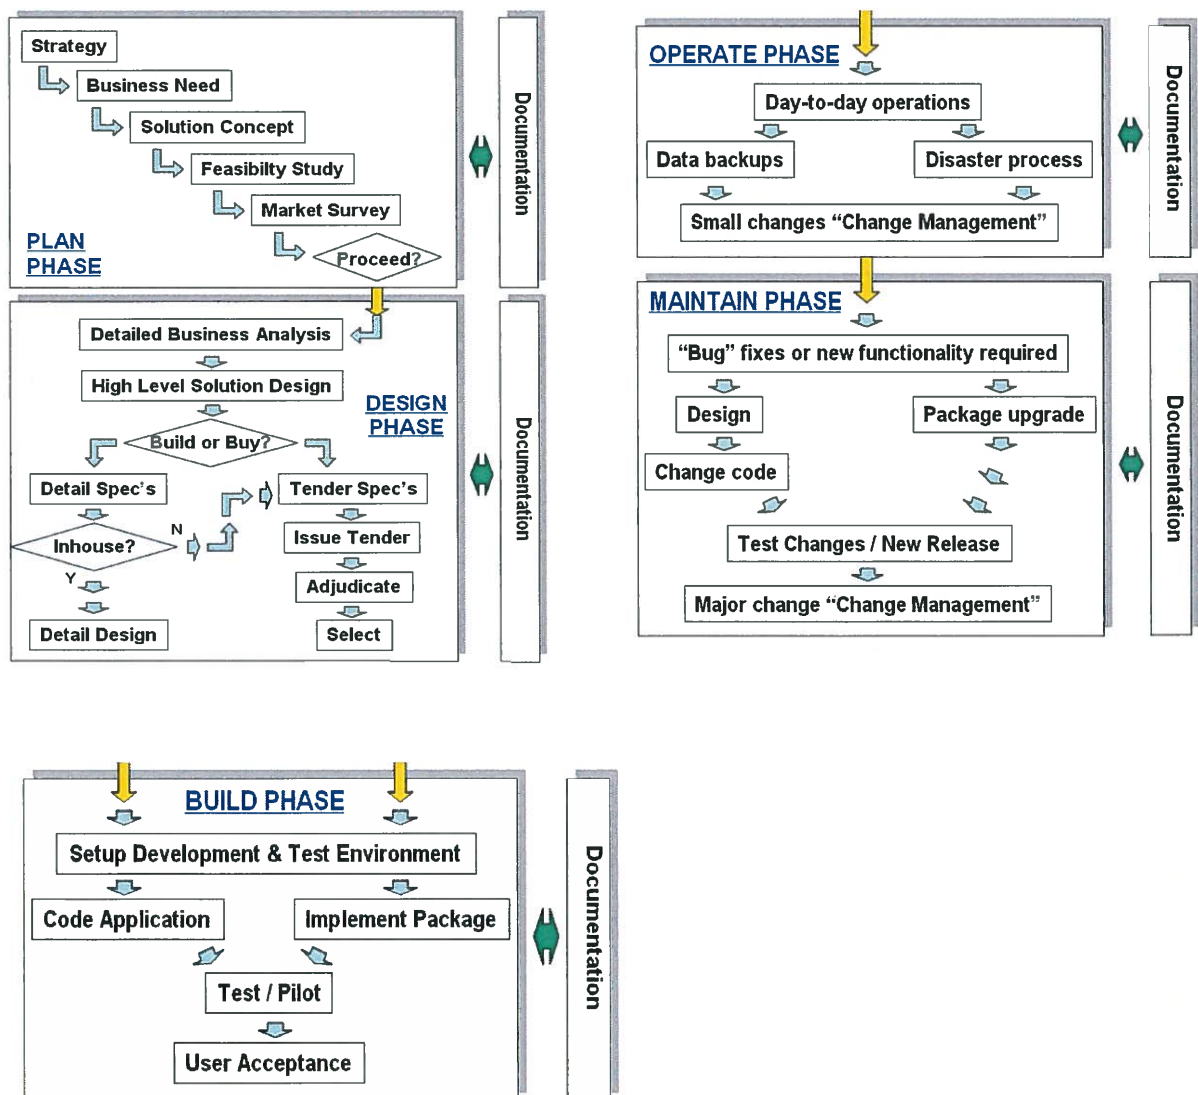 Strategy
Business Need
Solution Concept
Feasibilty Study
Market Survey
Proceed?
PLAN
PHASE
Documentation
Detailed Business Analysis
High Level Solution Design
DESIGN
PHASE
Build or Buy?
Detail Spec's
Tender Spec's
Inhouse?
N
Y
Issue Tender
Adjudicate
Detail Design
Select
Documentation
OPERATE PHASE
Day-to-day operations
Data backups
Disaster process
Small changes “Change Management”
Documentation
MAINTAIN PHASE
“Bug” fixes or new functionality required
Design
Package upgrade
Change code
Test Changes / New Release
Major change “Change Management”
Documentation
BUILD PHASE
Setup Development & Test Environment
Code Application
Implement Package
Test / Pilot
User Acceptance
Documentation